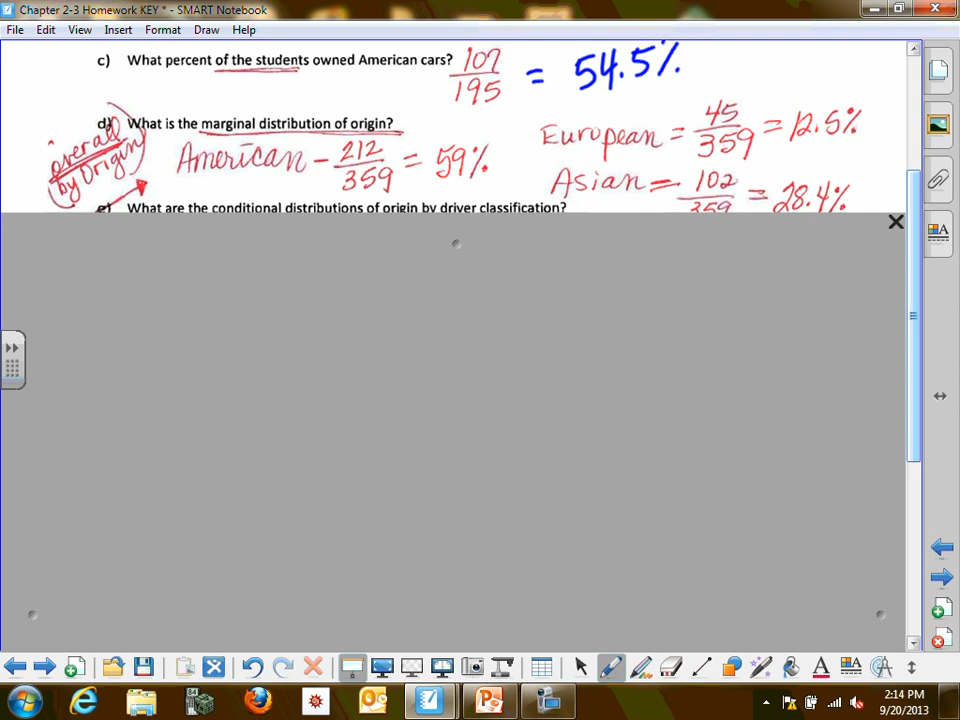 Chapter 2-3 Homework KEY * - SMART Notebook
File Edit View Insert Format Draw Help
c) What percent of the students owned American cars? 107/195 = 54.5%
d) What is the marginal distribution of origin?
overall by Origin
American - 212/359 = 59%
European = 45/359 = 12.5%
Asian = 102/359 = 28.4%
e) What are the conditional distributions of origin by driver classification?
2:14 PM
9/20/2013